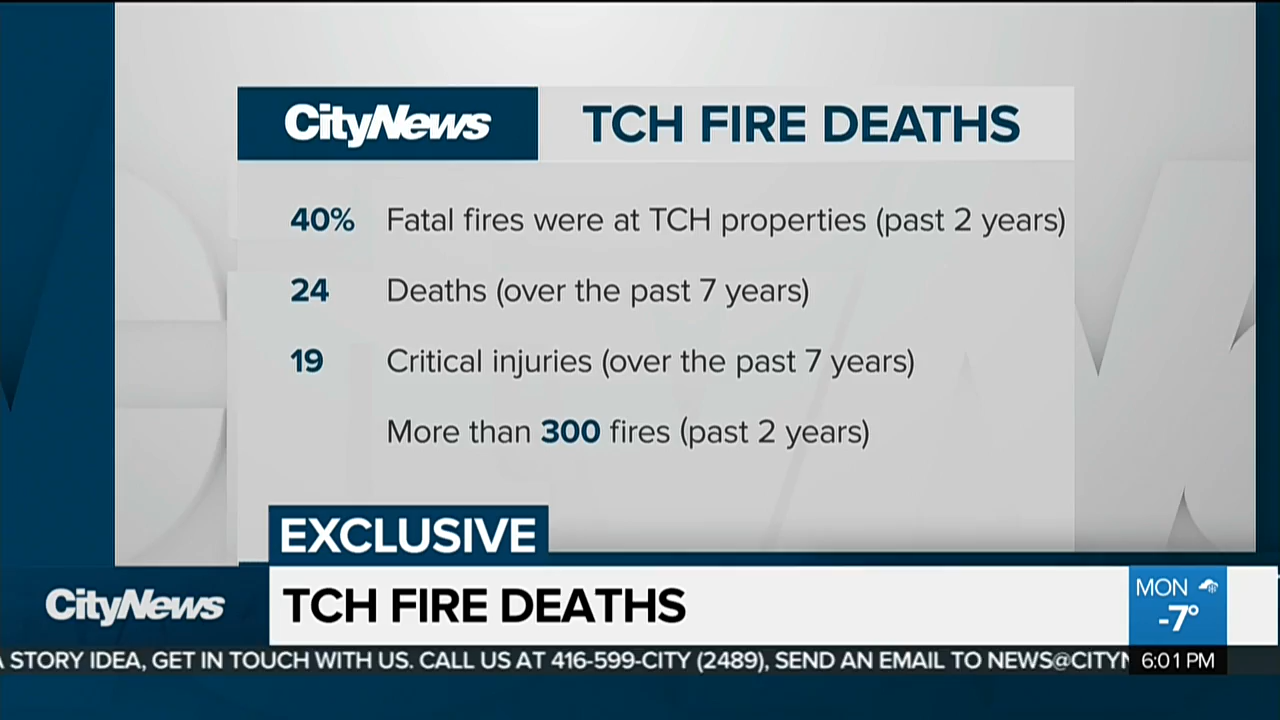 CityNews TCH FIRE DEATHS
40% Fatal fires were at TCH properties (past 2 years)
24 Deaths (over the past 7 years)
19 Critical injuries (over the past 7 years)
More than 300 fires (past 2 years)
EXCLUSIVE
CityNews TCH FIRE DEATHS
MON
-7°
STORY IDEA, GET IN TOUCH WITH US. CALL US AT 416-599-CITY (2489), SEND AN EMAIL TO NEWS@CITYN
6:01 PM